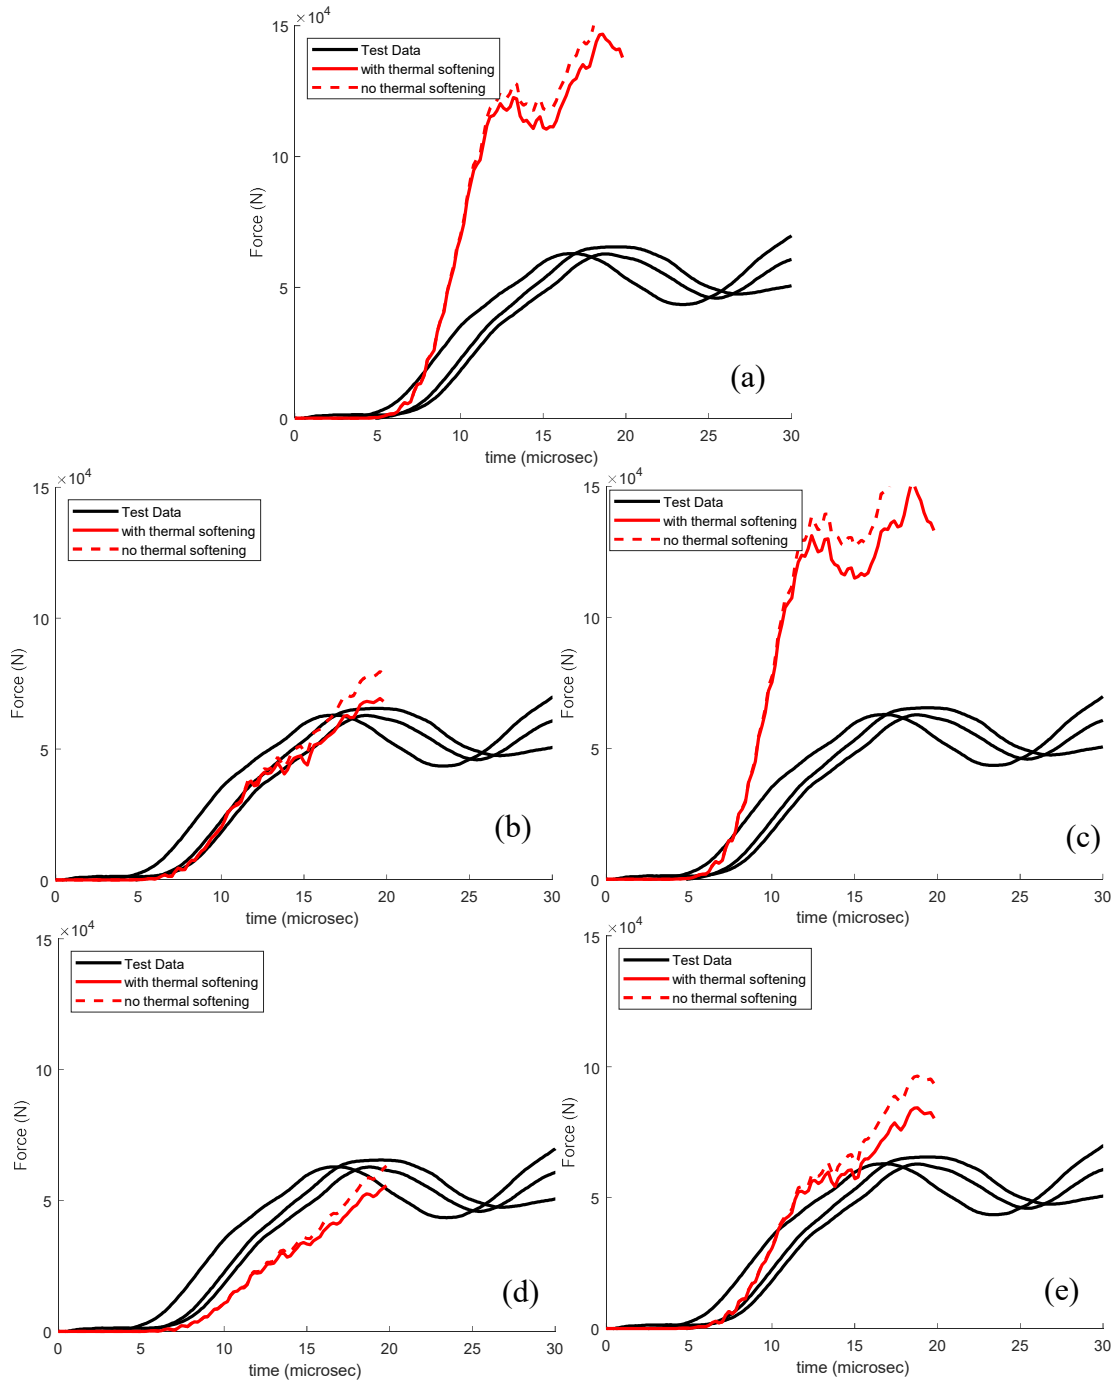 ×10⁴
15
Test Data
with thermal softening
no thermal softening
10
Force (N)
5
(a)
0
0 5 10 15 20 25 30
time (microsec)
×10⁴
15
Test Data
with thermal softening
no thermal softening
10
Force (N)
5
(b)
0
0 5 10 15 20 25 30
time (microsec)
15
Test Data
with thermal softening
no thermal softening
10
Force (N)
5
(c)
0
0 5 10 15 20 25 30
time (microsec)
×10⁴
15
Test Data
with thermal softening
no thermal softening
10
Force (N)
5
(d)
0
0 5 10 15 20 25 30
time (microsec)
×10⁴
15
Test Data
with thermal softening
no thermal softening
10
Force (N)
5
(e)
0
0 5 10 15 20 25 30
time (microsec)